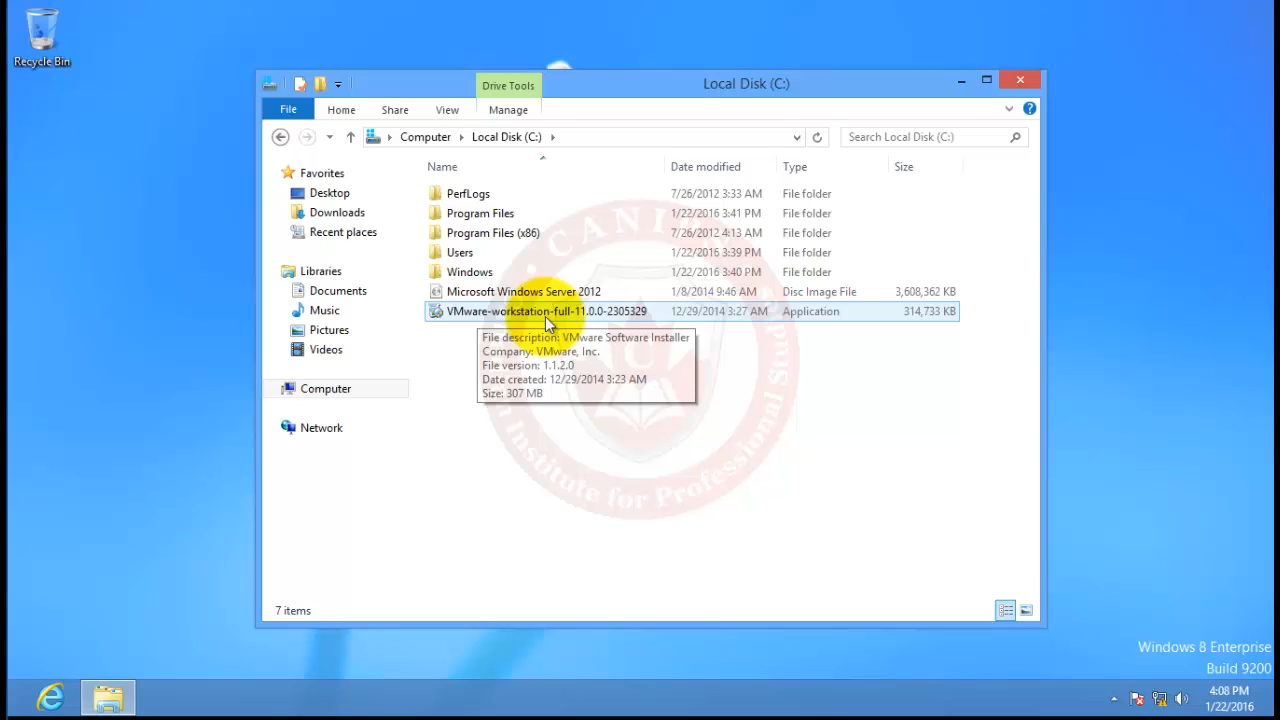 Recycle Bin
Drive Tools
Local Disk (C:)
File
Home
Share
View
Manage
Computer
Local Disk (C:)
Search Local Disk (C:)
Favorites
Desktop
Downloads
Recent places
Libraries
Documents
Music
Pictures
Videos
Computer
Network
Name Date modified Type Size
PerfLogs 7/26/2012 3:33 AM File folder
Program Files 1/22/2016 3:41 PM File folder
Program Files (x86) 7/26/2012 4:13 AM File folder
Users 1/22/2016 3:39 PM File folder
Windows 1/22/2016 3:40 PM File folder
Microsoft Windows Server 2012 1/8/2014 9:46 AM Disc Image File 3,608,362 KB
VMware-workstation-full-11.0.0-2305329 12/29/2014 3:27 AM Application 314,733 KB
File description: VMware Software Installer
Company: VMware, Inc.
File version: 1.1.2.0
Date created: 12/29/2014 3:23 AM
Size: 307 MB
Institute for Professional
7 items
Windows 8 Enterprise
Build 9200
4:08 PM
1/22/2016